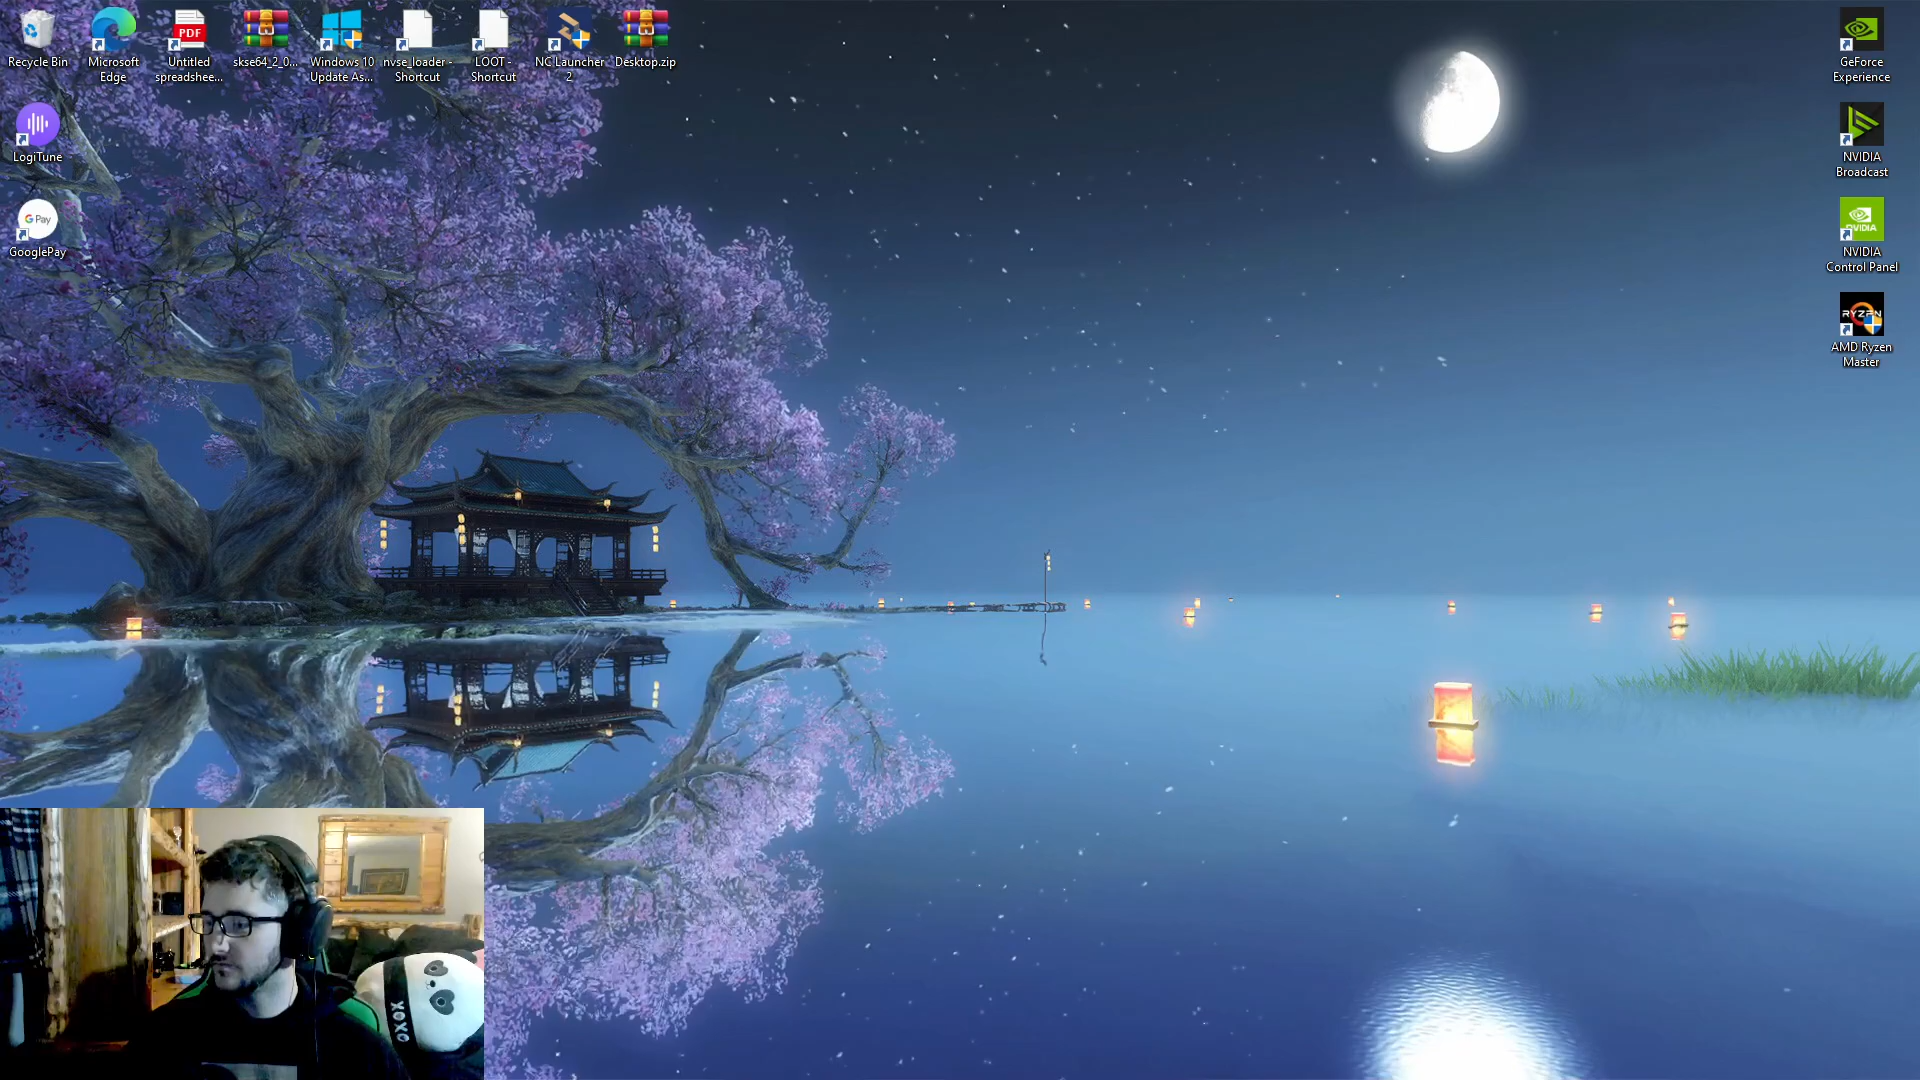 Recycle Bin
Microsoft
Edge
PDF
Untitled
spreadshee...
skse64_2_0...
Windows 10
Update As...
nvse_loader -
Shortcut
LOOT -
Shortcut
NC Launcher
2
Desktop.zip
LogiTune
G Pay
GooglePay
GeForce
Experience
NVIDIA
Broadcast
NVIDIA
NVIDIA
Control Panel
RYZEN
AMD Ryzen
Master
XOXO